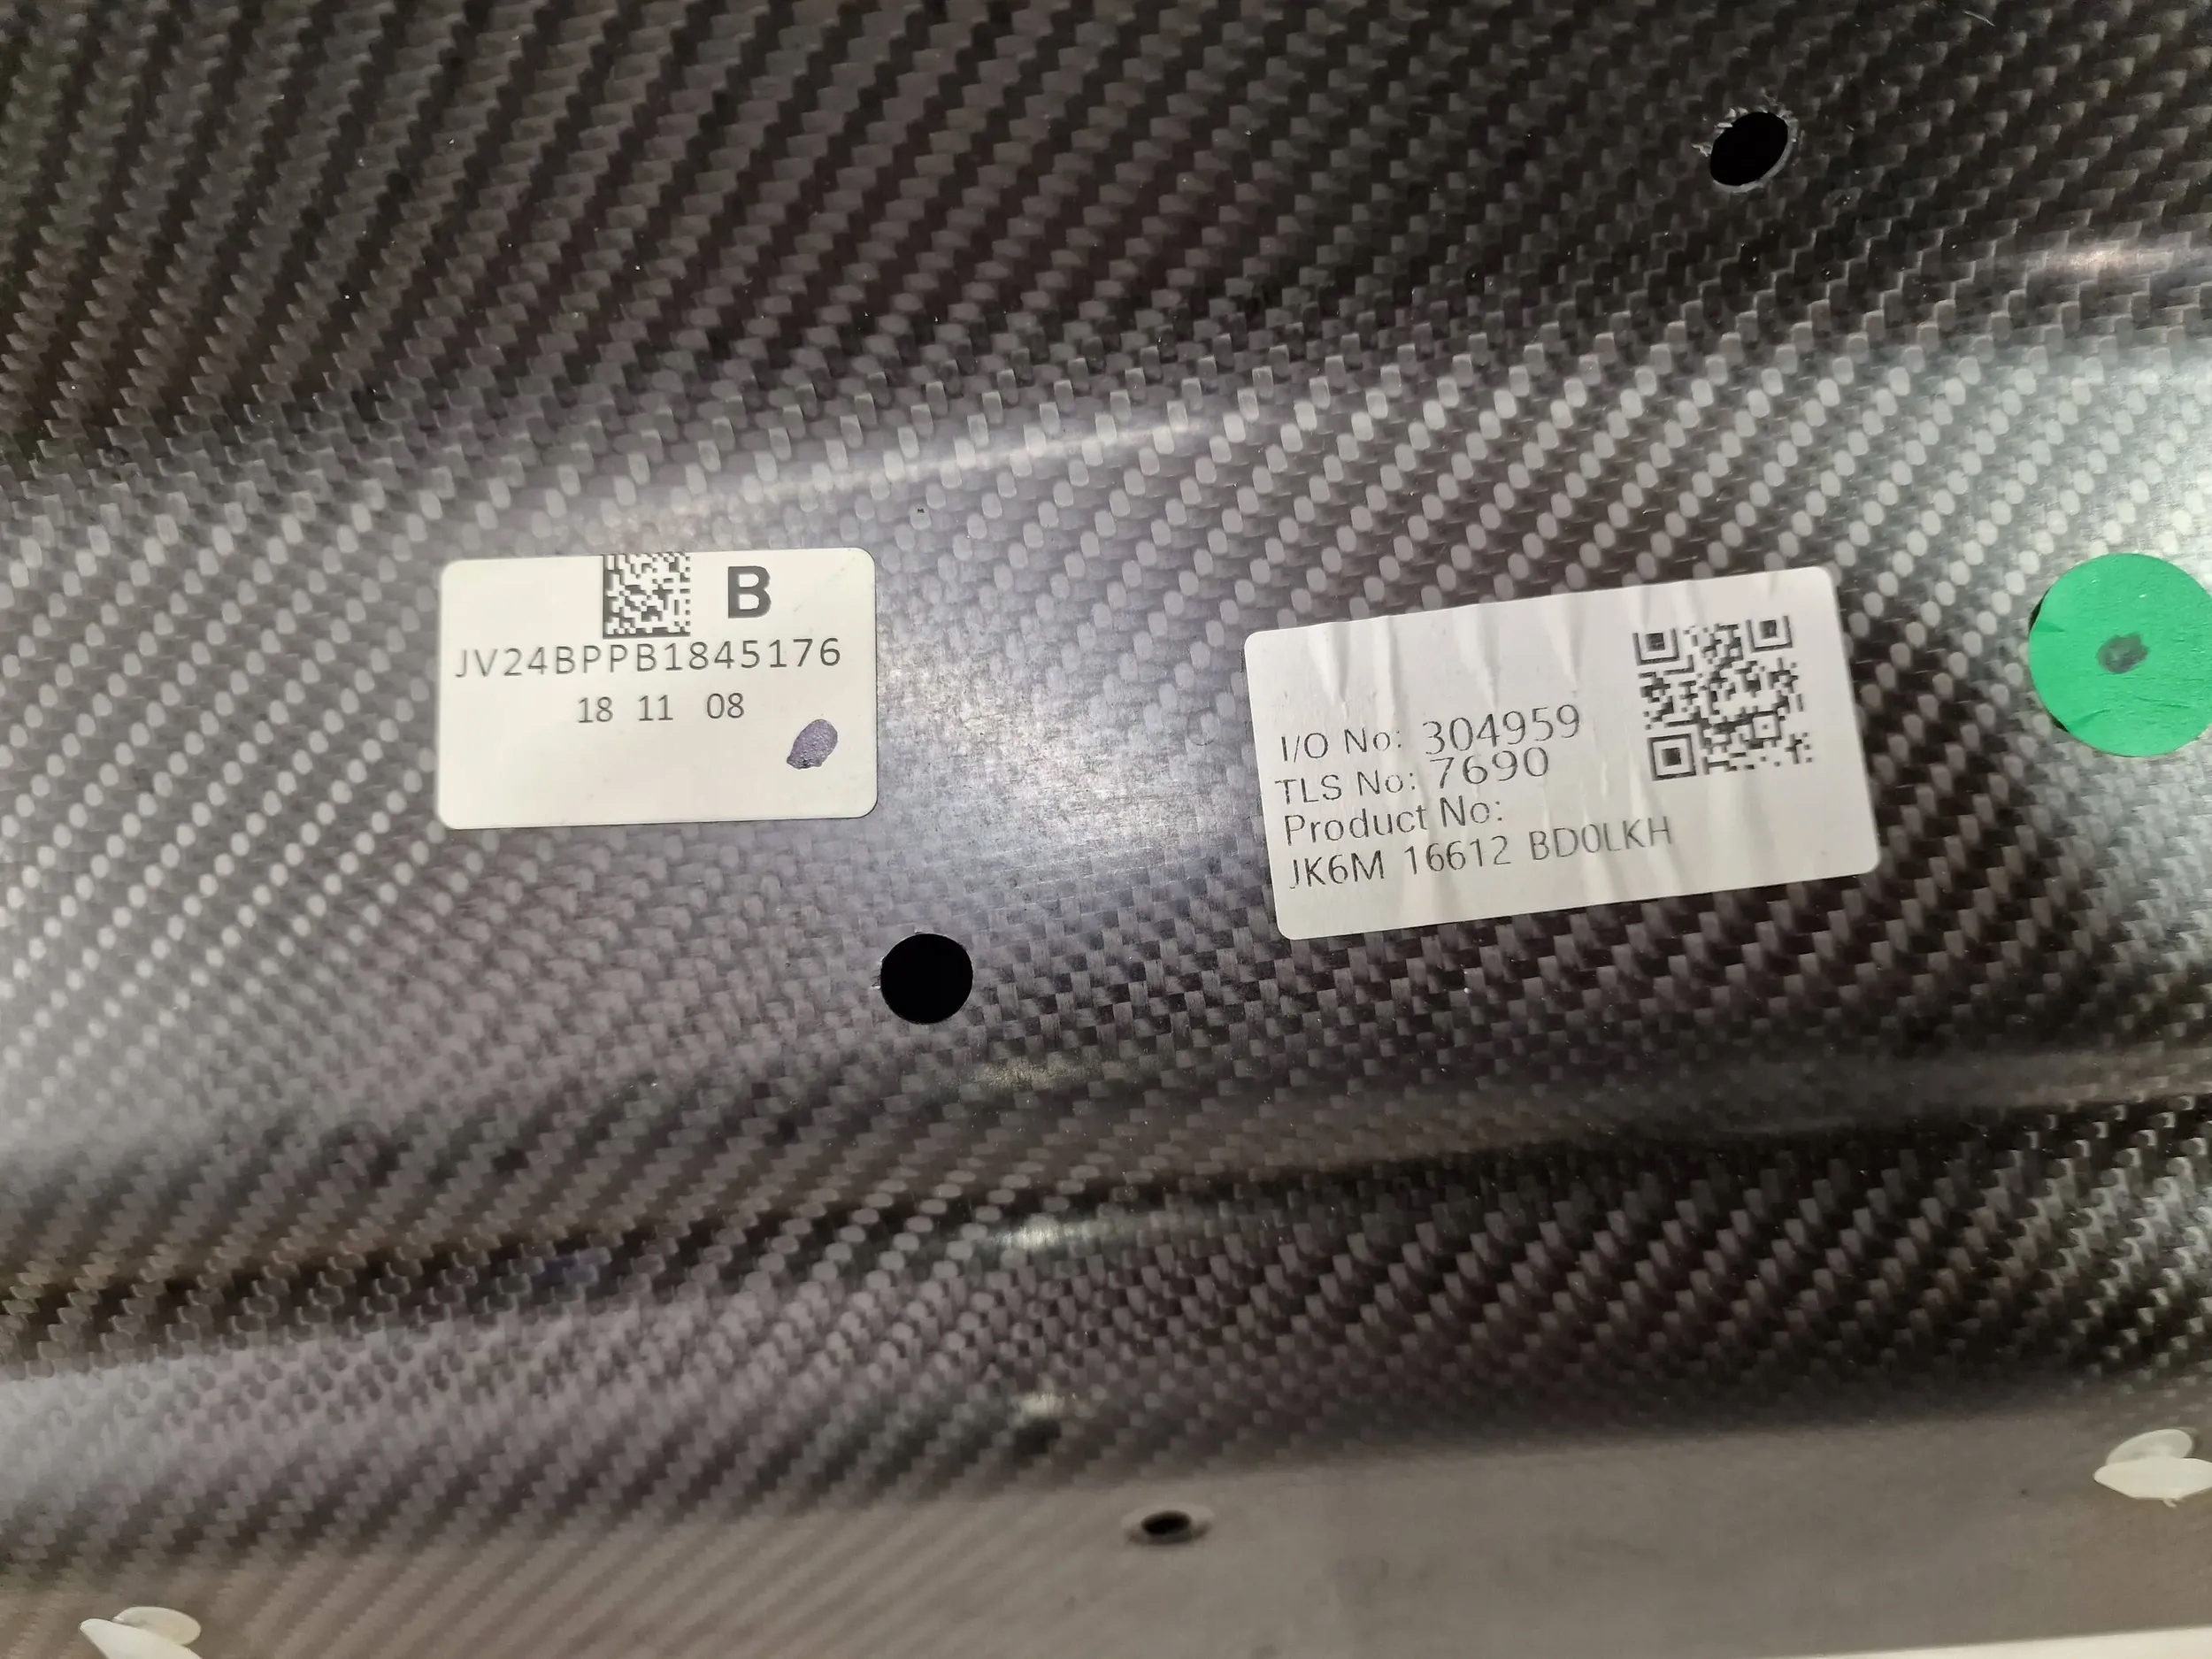 B
JV24BPPB1845176
18 11 08
I/O No: 304959
TLS No: 7690
Product No:
JK6M 16612 BD0LKH